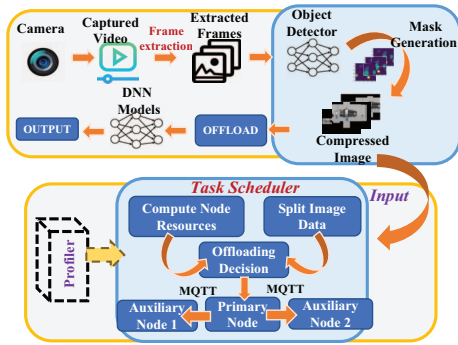 Camera
Captured
Video
Frame
extraction
Extracted
Frames
Object
Detector
Mask
Generation
DNN
Models
OUTPUT
OFFLOAD
Compressed
Image
Task Scheduler
Input
Profiler
Compute Node
Resources
Split Image
Data
Offloading
Decision
MQTT
MQTT
Auxiliary
Node 1
Primary
Node
Auxiliary
Node 2